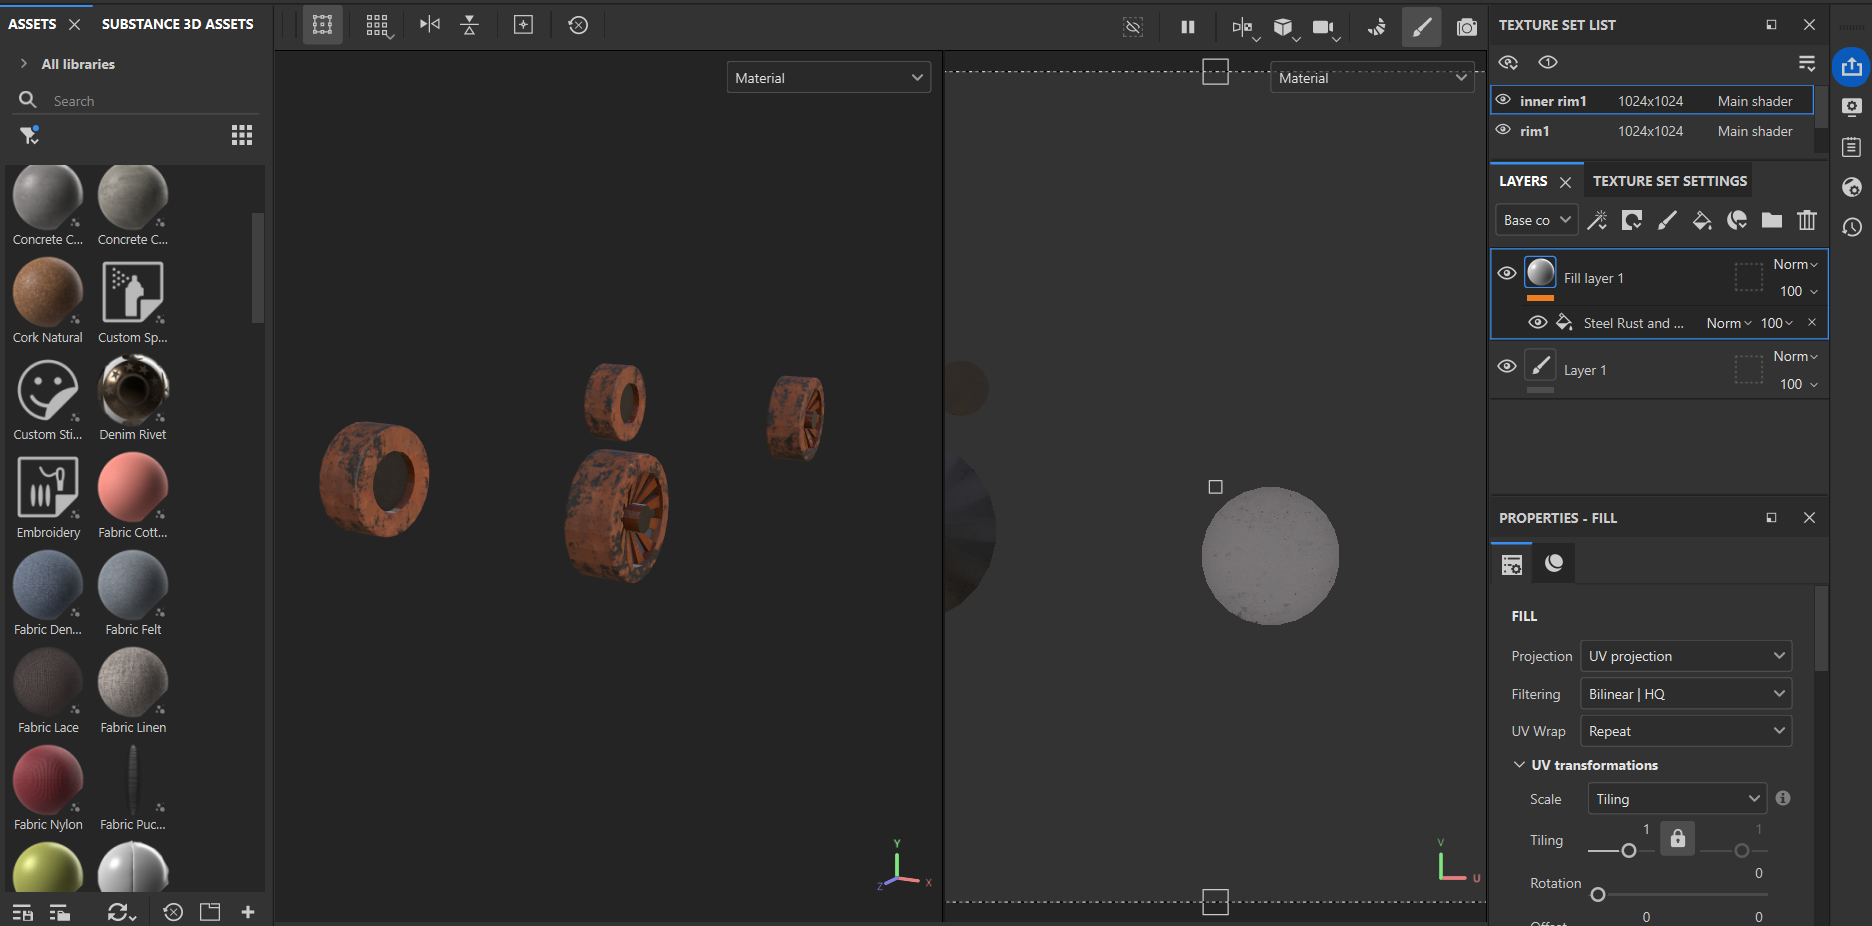 ASSETS
SUBSTANCE 3D ASSETS
All libraries
Search
Concrete C...
Concrete C...
Cork Natural
Custom Sp...
Custom Sti...
Denim Rivet
Embroidery
Fabric Cott...
Fabric Den...
Fabric Felt
Fabric Lace
Fabric Linen
Fabric Nylon
Fabric Puc...
Material
Y
Z
X
Material
V
U
TEXTURE SET LIST
1
inner rim1 1024x1024 Main shader
rim1 1024x1024 Main shader
LAYERS
TEXTURE SET SETTINGS
Base co
Fill layer 1
Norm
100
Steel Rust and ... Norm 100
Layer 1
Norm
100
PROPERTIES - FILL
FILL
Projection UV projection
Filtering Bilinear | HQ
UV Wrap Repeat
UV transformations
Scale Tiling
Tiling 1 1
Rotation 0
Offset 0 0